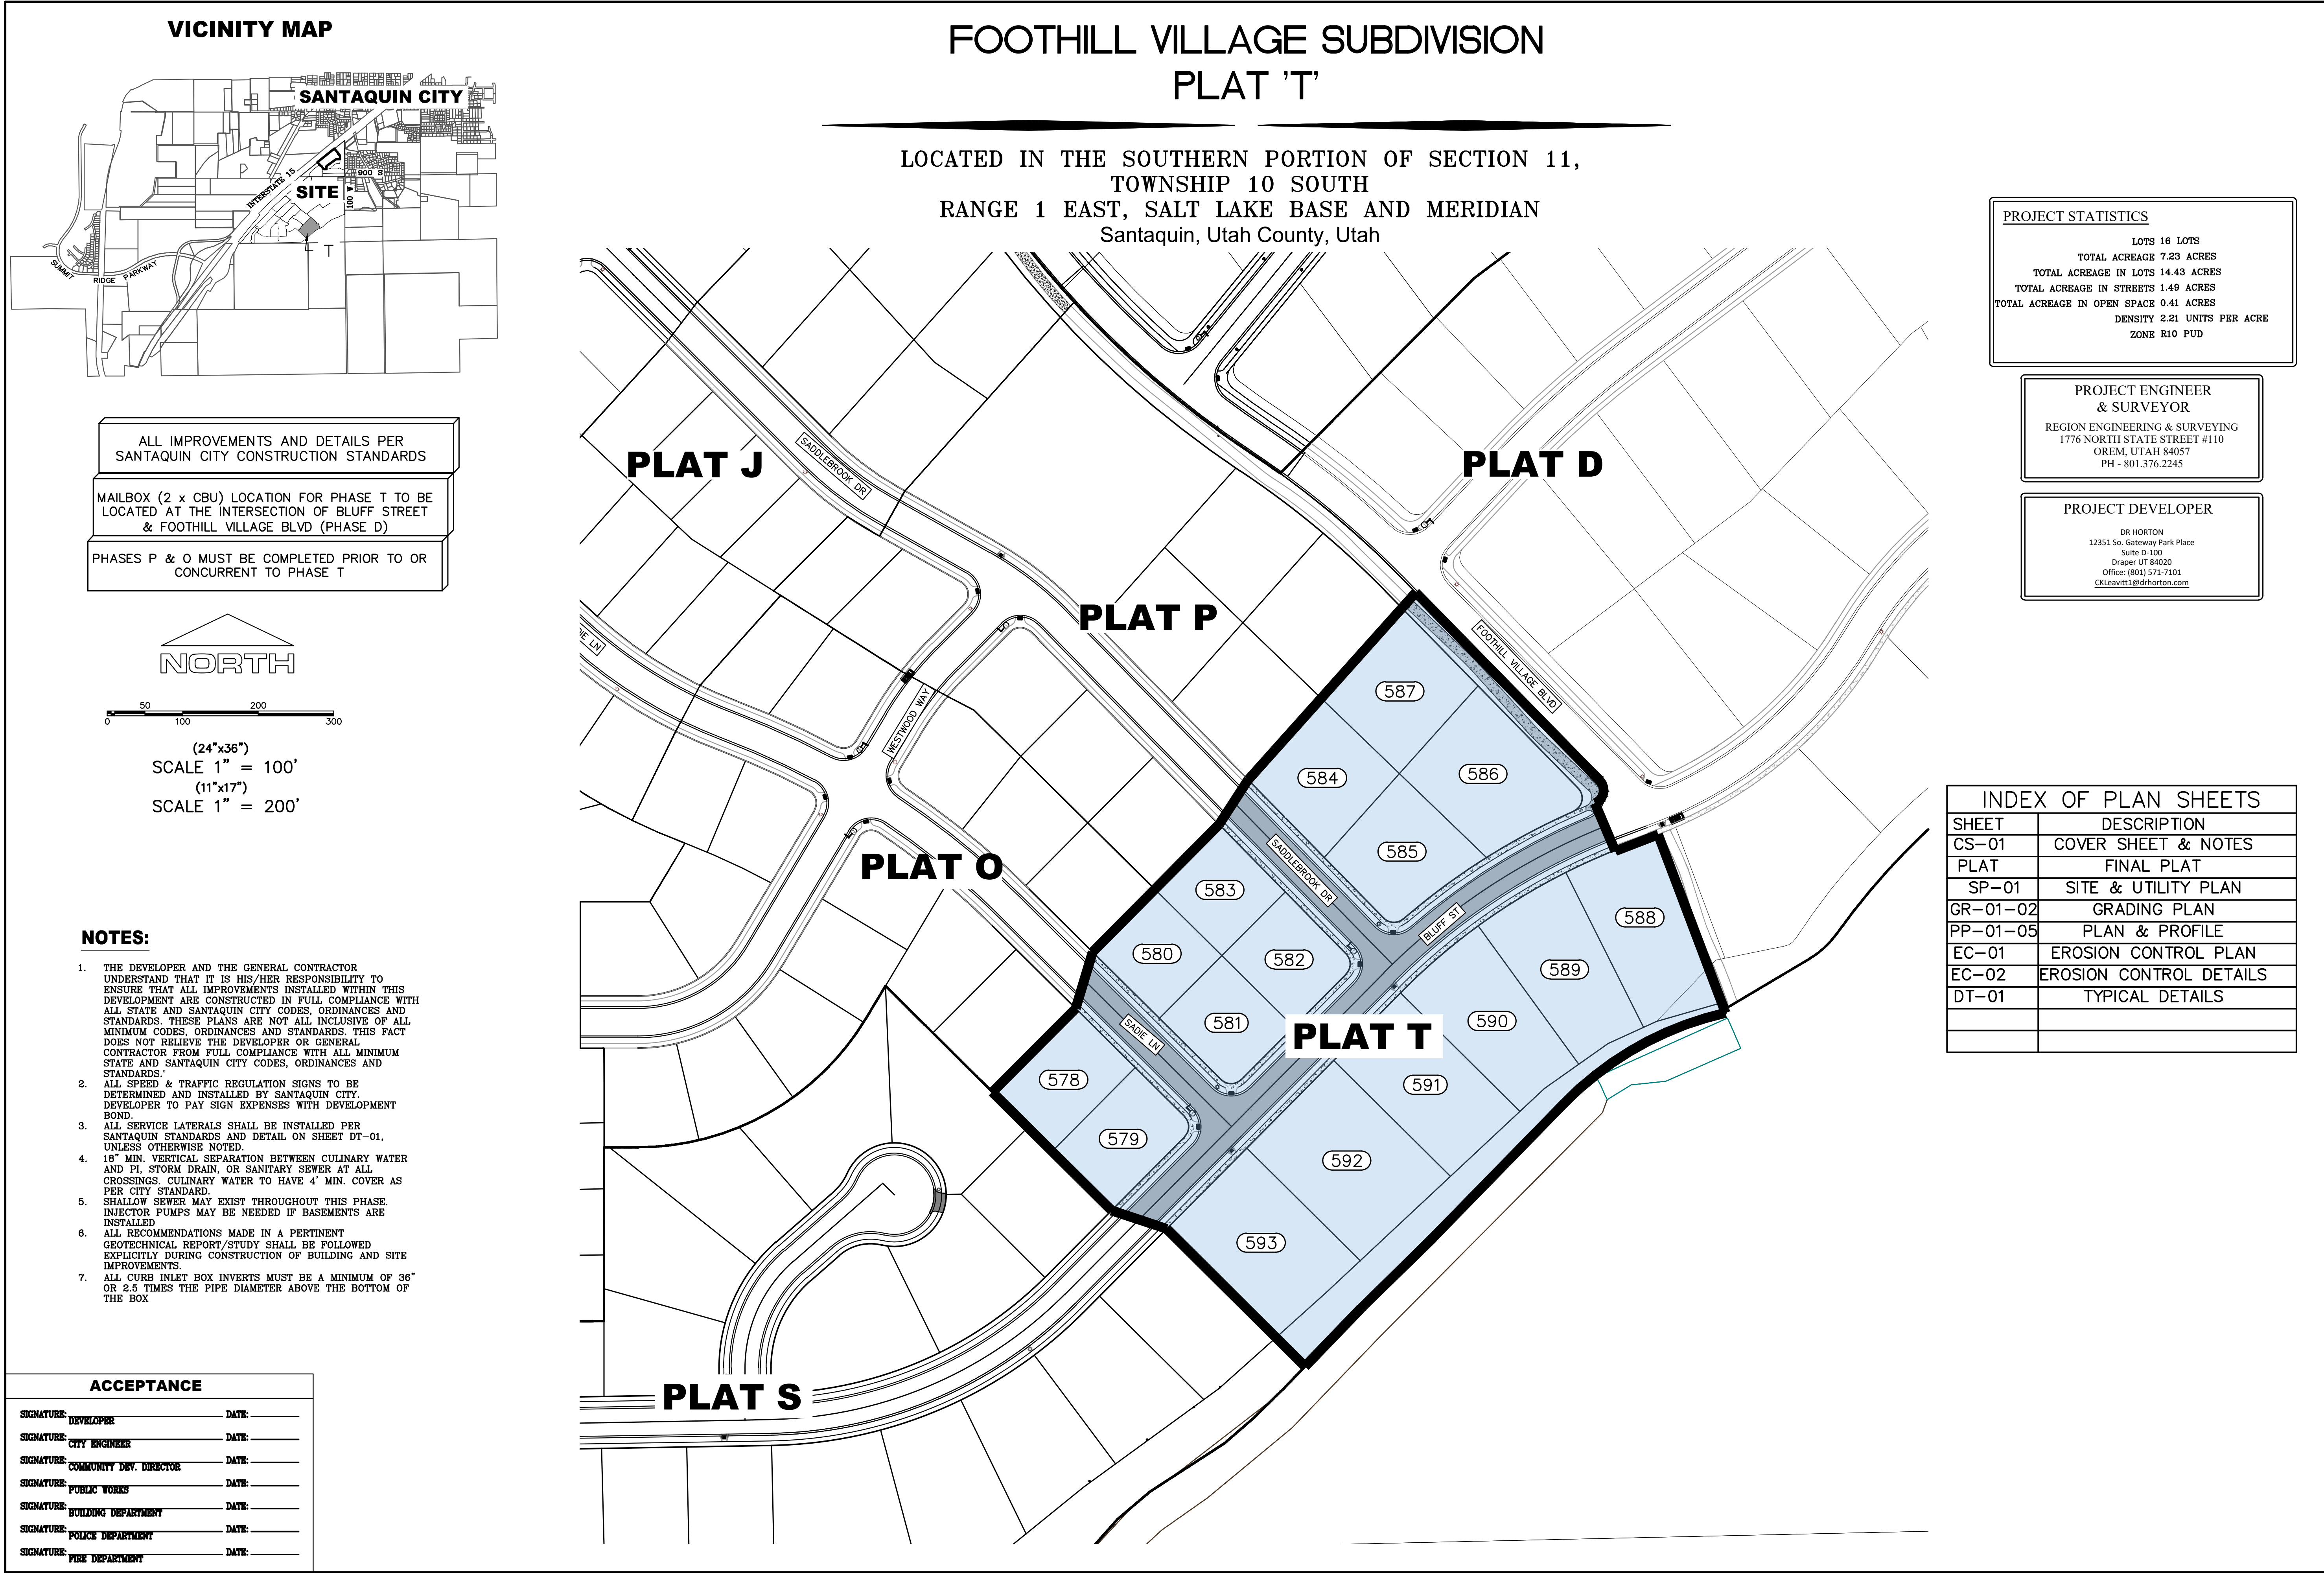 VICINITY MAP
SANTAQUIN CITY
900 S
INTERSTATE 15
SITE
100
T
SUMMIT
RIDGE
PARKWAY
FOOTHILL VILLAGE SUBDIVISION
PLAT 'T'
LOCATED IN THE SOUTHERN PORTION OF SECTION 11,
TOWNSHIP 10 SOUTH
RANGE 1 EAST, SALT LAKE BASE AND MERIDIAN
Santaquin, Utah County, Utah
PROJECT STATISTICS
LOTS 16 LOTS
TOTAL ACREAGE 7.23 ACRES
TOTAL ACREAGE IN LOTS 14.43 ACRES
TOTAL ACREAGE IN STREETS 1.49 ACRES
TOTAL ACREAGE IN OPEN SPACE 0.41 ACRES
DENSITY 2.21 UNITS PER ACRE
ZONE R10 PUD
PROJECT ENGINEER
& SURVEYOR
REGION ENGINEERING & SURVEYING
1776 NORTH STATE STREET #110
OREM, UTAH 84057
PH - 801.376.2245
PROJECT DEVELOPER
DR HORTON
12351 So. Gateway Park Place
Suite D-100
Draper UT 84020
Office: (801) 571-7101
CKLeavitt1@drhorton.com
ALL IMPROVEMENTS AND DETAILS PER
SANTAQUIN CITY CONSTRUCTION STANDARDS
MAILBOX (2 x CBU) LOCATION FOR PHASE T TO BE
LOCATED AT THE INTERSECTION OF BLUFF STREET
& FOOTHILL VILLAGE BLVD (PHASE D)
PHASES P & O MUST BE COMPLETED PRIOR TO OR
CONCURRENT TO PHASE T
NORTH
50 200
0 100 300
(24"x36")
SCALE 1" = 100'
(11"x17")
SCALE 1" = 200'
NOTES:
1. THE DEVELOPER AND THE GENERAL CONTRACTOR
UNDERSTAND THAT IT IS HIS/HER RESPONSIBILITY TO
ENSURE THAT ALL IMPROVEMENTS INSTALLED WITHIN THIS
DEVELOPMENT ARE CONSTRUCTED IN FULL COMPLIANCE WITH
ALL STATE AND SANTAQUIN CITY CODES, ORDINANCES AND
STANDARDS. THESE PLANS ARE NOT ALL INCLUSIVE OF ALL
MINIMUM CODES, ORDINANCES AND STANDARDS. THIS FACT
DOES NOT RELIEVE THE DEVELOPER OR GENERAL
CONTRACTOR FROM FULL COMPLIANCE WITH ALL MINIMUM
STATE AND SANTAQUIN CITY CODES, ORDINANCES AND
STANDARDS."
2. ALL SPEED & TRAFFIC REGULATION SIGNS TO BE
DETERMINED AND INSTALLED BY SANTAQUIN CITY.
DEVELOPER TO PAY SIGN EXPENSES WITH DEVELOPMENT
BOND.
3. ALL SERVICE LATERALS SHALL BE INSTALLED PER
SANTAQUIN STANDARDS AND DETAIL ON SHEET DT-01,
UNLESS OTHERWISE NOTED.
4. 18" MIN. VERTICAL SEPARATION BETWEEN CULINARY WATER
AND PI, STORM DRAIN, OR SANITARY SEWER AT ALL
CROSSINGS. CULINARY WATER TO HAVE 4' MIN. COVER AS
PER CITY STANDARD.
5. SHALLOW SEWER MAY EXIST THROUGHOUT THIS PHASE.
INJECTOR PUMPS MAY BE NEEDED IF BASEMENTS ARE
INSTALLED
6. ALL RECOMMENDATIONS MADE IN A PERTINENT
GEOTECHNICAL REPORT/STUDY SHALL BE FOLLOWED
EXPLICITLY DURING CONSTRUCTION OF BUILDING AND SITE
IMPROVEMENTS.
7. ALL CURB INLET BOX INVERTS MUST BE A MINIMUM OF 36"
OR 2.5 TIMES THE PIPE DIAMETER ABOVE THE BOTTOM OF
THE BOX
ACCEPTANCE
SIGNATURE: DATE:
DEVELOPER
SIGNATURE: DATE:
CITY ENGINEER
SIGNATURE: DATE:
COMMUNITY DEV. DIRECTOR
SIGNATURE: DATE:
PUBLIC WORKS
SIGNATURE: DATE:
BUILDING DEPARTMENT
SIGNATURE: DATE:
POLICE DEPARTMENT
SIGNATURE: DATE:
FIRE DEPARTMENT
PLAT J
SADDLEBROOK DR
PLAT D
PLAT P
LN
WESTWOOD WAY
FOOTHILL VILLAGE BLVD
587
584
586
585
PLAT O
SADDLEBROOK DR
583
BLUFF ST
588
580
582
589
581
590
SADIE LN
PLAT T
578
591
579
592
593
PLAT S
INDEX OF PLAN SHEETS
SHEET DESCRIPTION
CS-01 COVER SHEET & NOTES
PLAT FINAL PLAT
SP-01 SITE & UTILITY PLAN
GR-01-02 GRADING PLAN
PP-01-05 PLAN & PROFILE
EC-01 EROSION CONTROL PLAN
EC-02 EROSION CONTROL DETAILS
DT-01 TYPICAL DETAILS